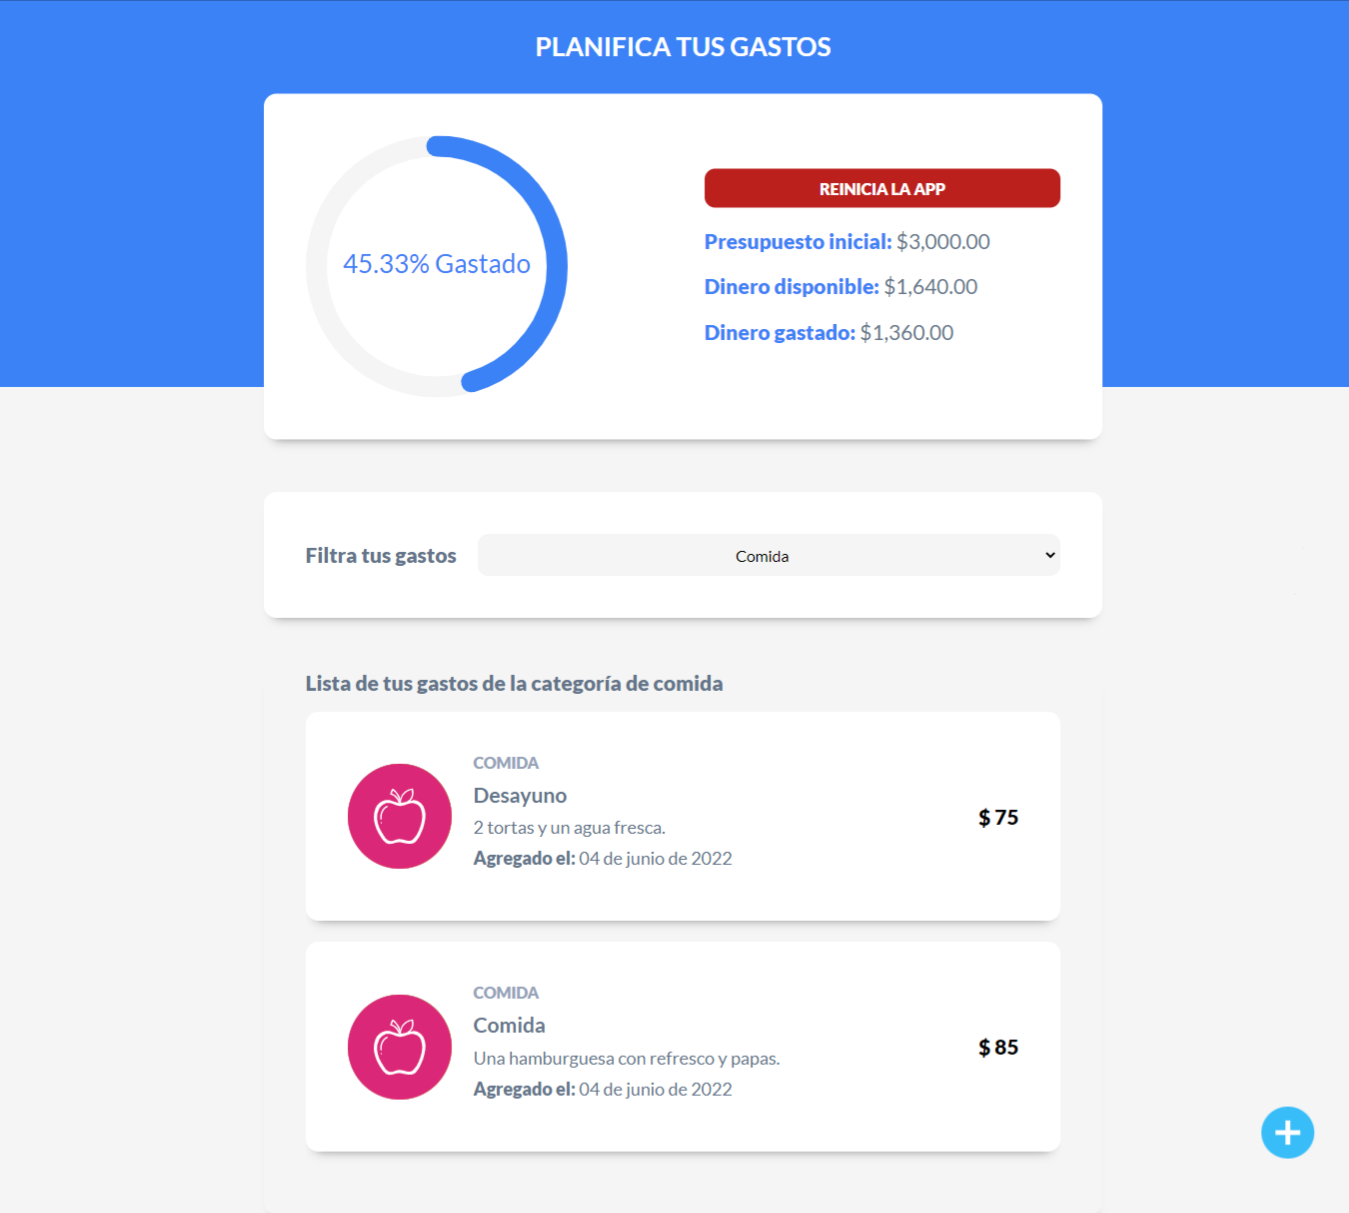 PLANIFICA TUS GASTOS
45.33% Gastado
REINICIA LA APP
Presupuesto inicial: $3,000.00
Dinero disponible: $1,640.00
Dinero gastado: $1,360.00
Filtra tus gastos
Comida
Lista de tus gastos de la categoría de comida
COMIDA
Desayuno
2 tortas y un agua fresca.
Agregado el: 04 de junio de 2022
$ 75
COMIDA
Comida
Una hamburguesa con refresco y papas.
Agregado el: 04 de junio de 2022
$ 85